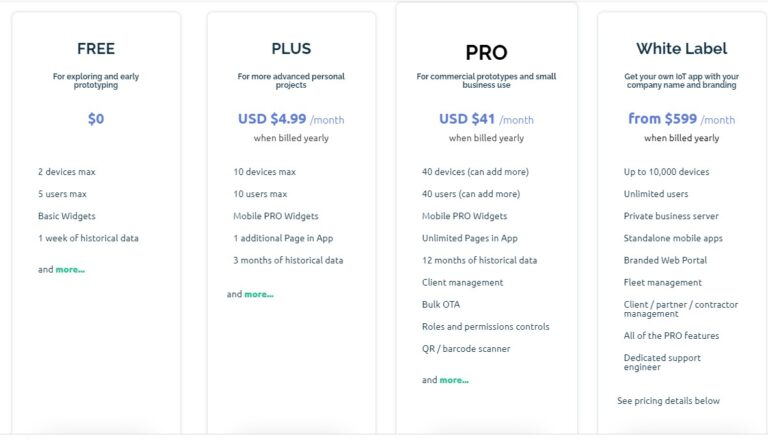 FREE
For exploring and early
prototyping
$0
2 devices max
5 users max
Basic Widgets
1 week of historical data
and more...
PLUS
For more advanced personal
projects
USD $4.99 /month
when billed yearly
10 devices max
10 users max
Mobile PRO Widgets
1 additional Page in App
3 months of historical data
and more...
PRO
For commercial prototypes and small
business use
USD $41 /month
when billed yearly
40 devices (can add more)
40 users (can add more)
Mobile PRO Widgets
Unlimited Pages in App
12 months of historical data
Client management
Bulk OTA
Roles and permissions controls
QR / barcode scanner
and more...
White Label
Get your own IoT app with your
company name and branding
from $599 /month
when billed yearly
Up to 10,000 devices
Unlimited users
Private business server
Standalone mobile apps
Branded Web Portal
Fleet management
Client / partner / contractor
management
All of the PRO features
Dedicated support
engineer
See pricing details below